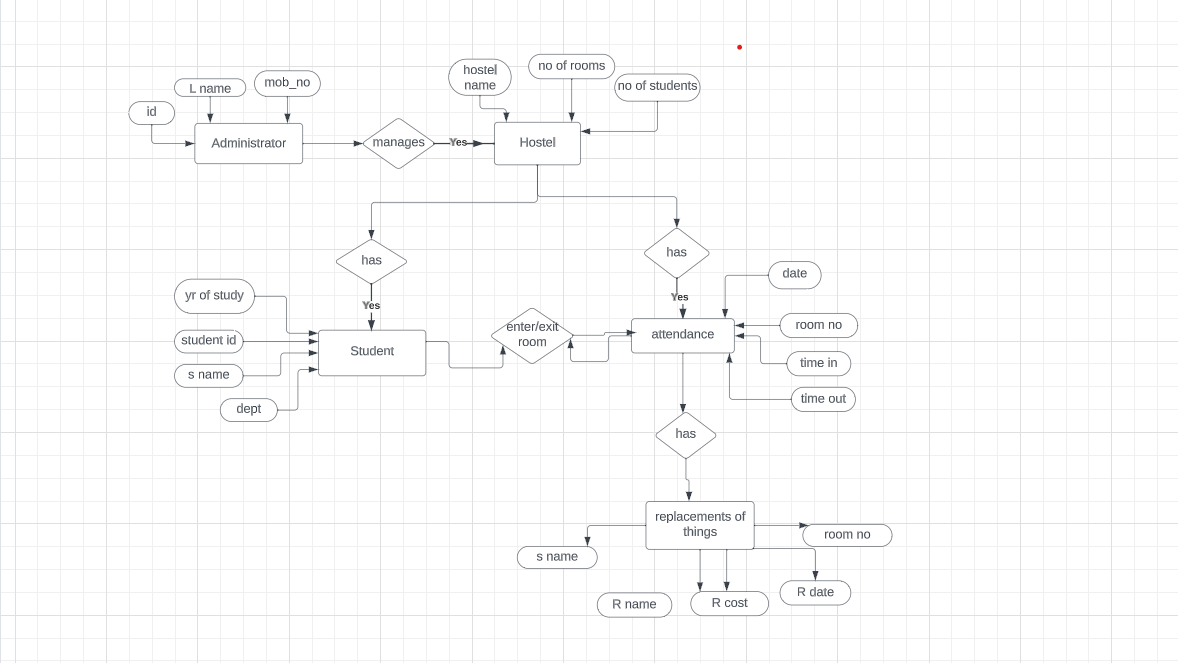 hostel
name
no of rooms
no of students
L name
mob_no
id
Administrator
manages
Yes
Hostel
has
has
Yes
Yes
date
yr of study
student id
s name
dept
Student
enter/exit
room
attendance
room no
time in
time out
has
replacements of
things
s name
room no
R name
R cost
R date